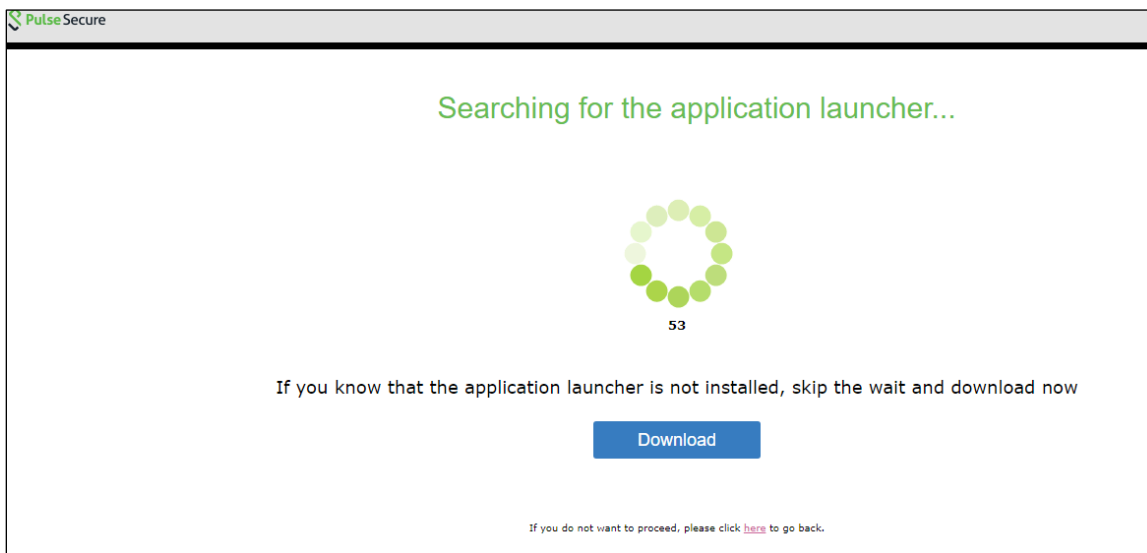 Pulse Secure
Searching for the application launcher...
53
If you know that the application launcher is not installed, skip the wait and download now
Download
If you do not want to proceed, please click here to go back.